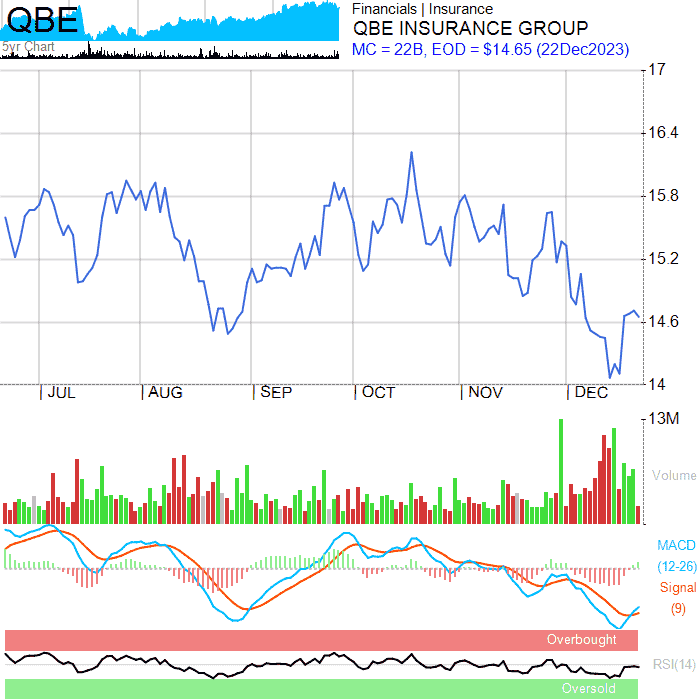 QBE
5yr Chart
Financials | Insurance
QBE INSURANCE GROUP
MC = 22B, EOD = $14.65 (22Dec2023)
17
16.4
15.8
15.2
14.6
14
| JUL | AUG | SEP | OCT | NOV | DEC
13M
Volume
MACD
(12-26)
Signal
(9)
Overbought
RSI(14)
Oversold